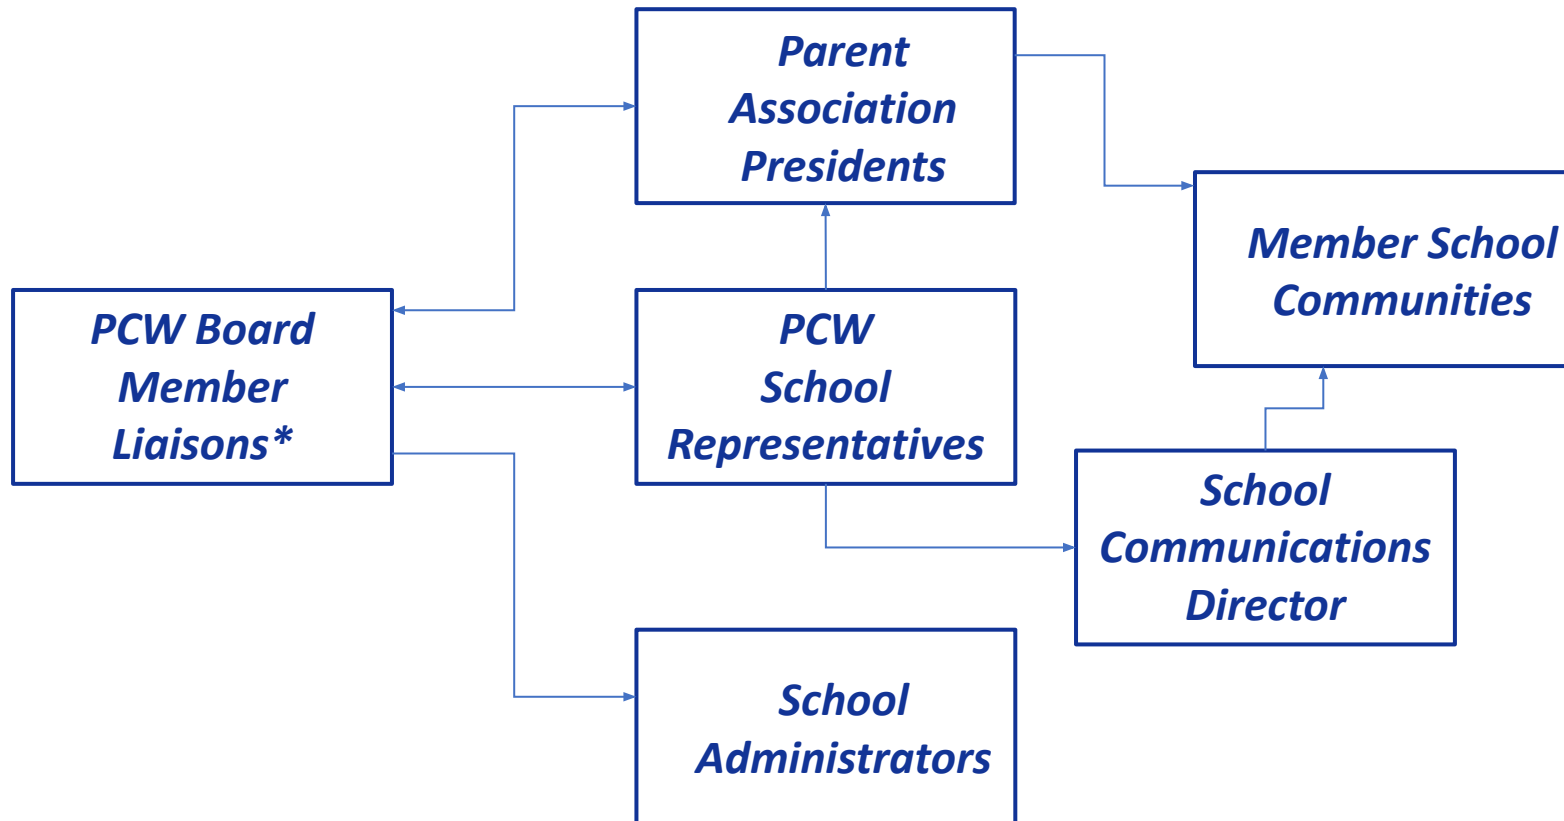 Parent
Association
Presidents
Member School
Communities
PCW Board
Member
Liaisons*
PCW
School
Representatives
School
Communications
Director
School
Administrators